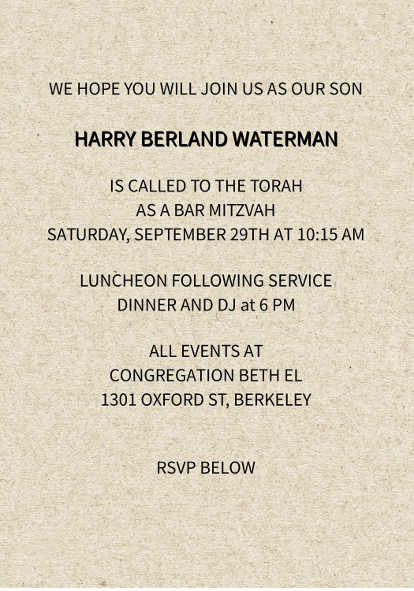 WE HOPE YOU WILL JOIN US AS OUR SON
HARRY BERLAND WATERMAN
IS CALLED TO THE TORAH
AS A BAR MITZVAH
SATURDAY, SEPTEMBER 29TH AT 10:15 AM
LUNCHEON FOLLOWING SERVICE
DINNER AND DJ at 6 PM
ALL EVENTS AT
CONGREGATION BETH EL
1301 OXFORD ST, BERKELEY
RSVP BELOW